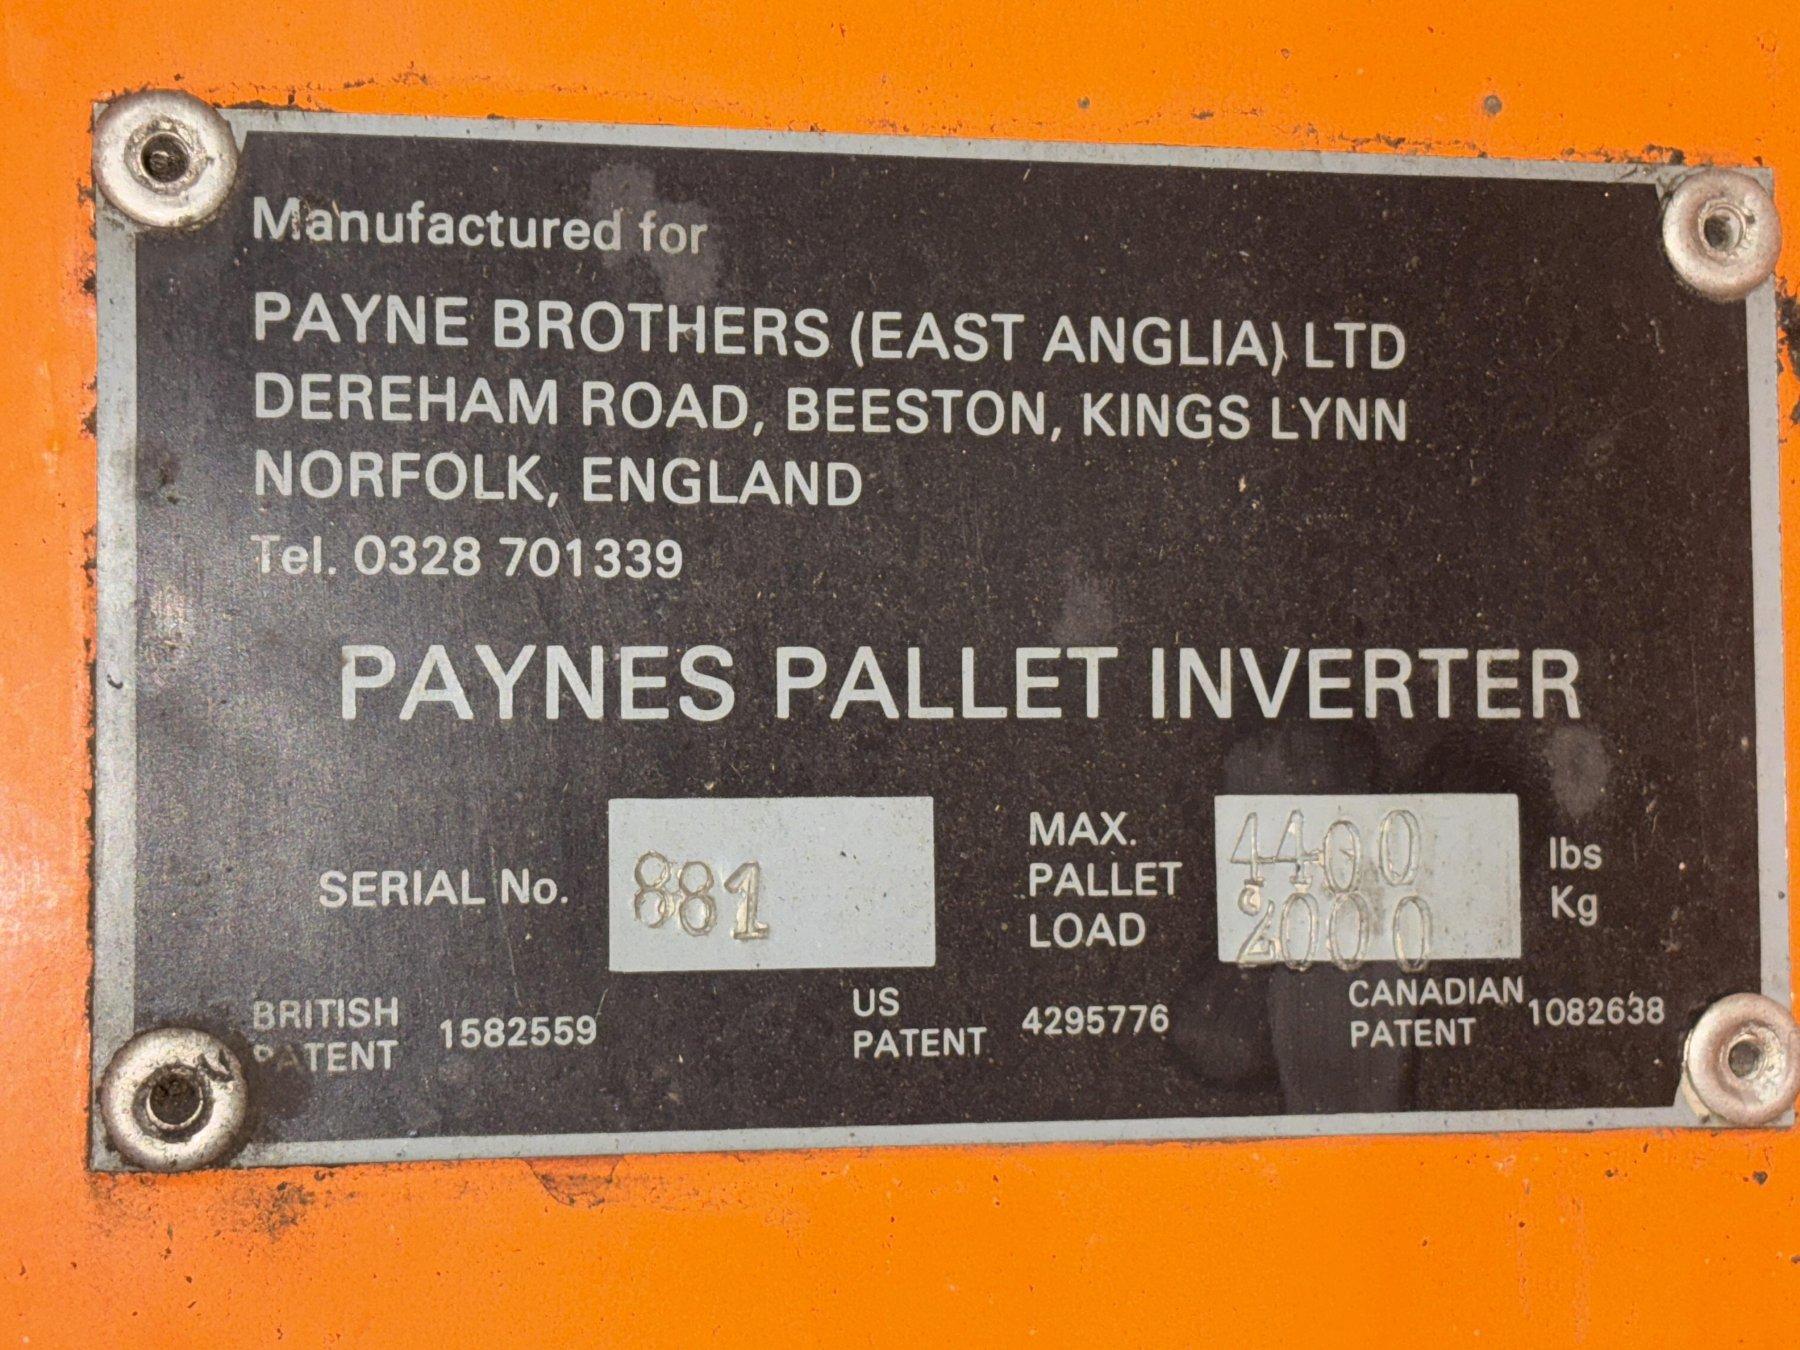 Manufactured for
PAYNE BROTHERS (EAST ANGLIA) LTD
DEREHAM ROAD, BEESTON, KINGS LYNN
NORFOLK, ENGLAND
Tel. 0328 701339
PAYNES PALLET INVERTER
SERIAL No. 881
MAX. PALLET LOAD
4400 lbs
2000 Kg
BRITISH PATENT 1582559
US PATENT 4295776
CANADIAN PATENT 1082638